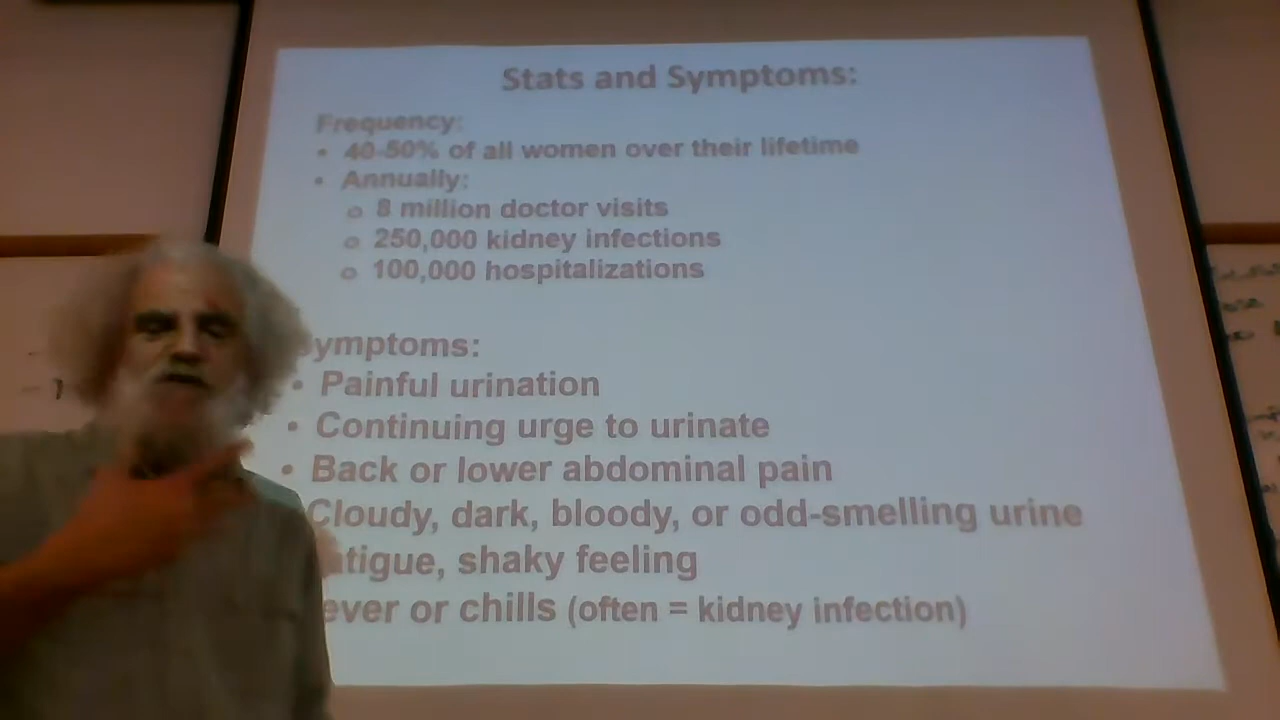 Stats and Symptoms:
Frequency:
• 40-50% of all women over their lifetime
• Annually:
o 8 million doctor visits
o 250,000 kidney infections
o 100,000 hospitalizations
ymptoms:
• Painful urination
• Continuing urge to urinate
• Back or lower abdominal pain
Cloudy, dark, bloody, or odd-smelling urine
atigue, shaky feeling
ever or chills (often = kidney infection)